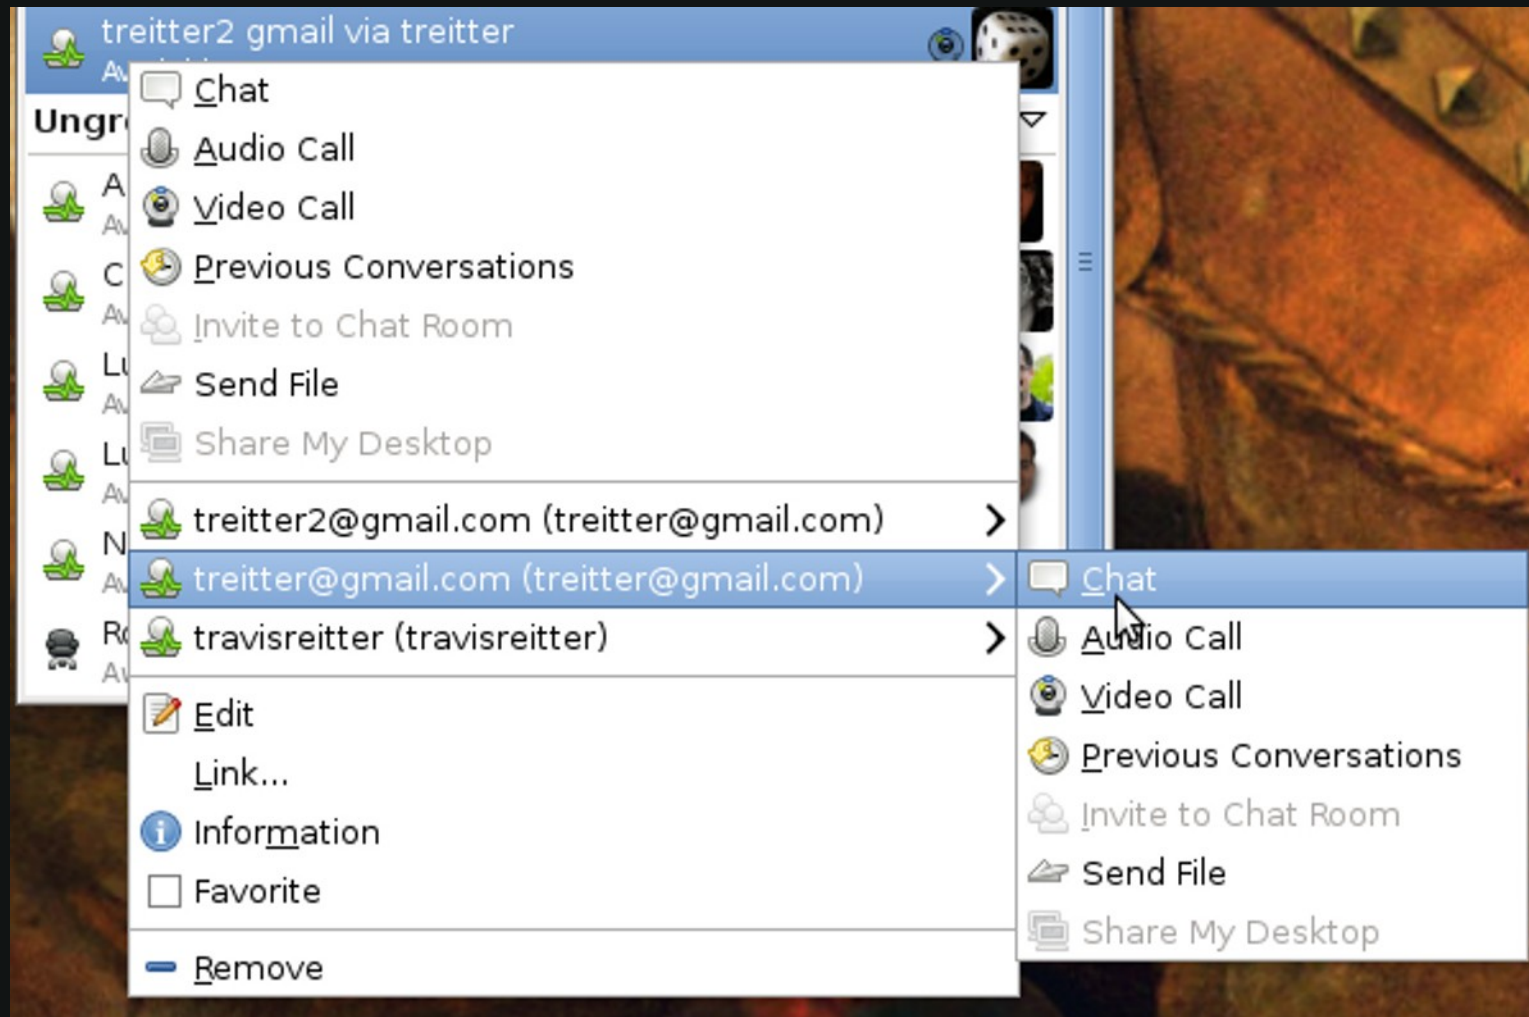 treitter2 gmail via treitter
Chat
Audio Call
Video Call
Previous Conversations
Invite to Chat Room
Send File
Share My Desktop
treitter2@gmail.com (treitter@gmail.com)
treitter@gmail.com (treitter@gmail.com)
travisreitter (travisreitter)
Edit
Link...
Information
Favorite
Remove
Chat
Audio Call
Video Call
Previous Conversations
Invite to Chat Room
Send File
Share My Desktop